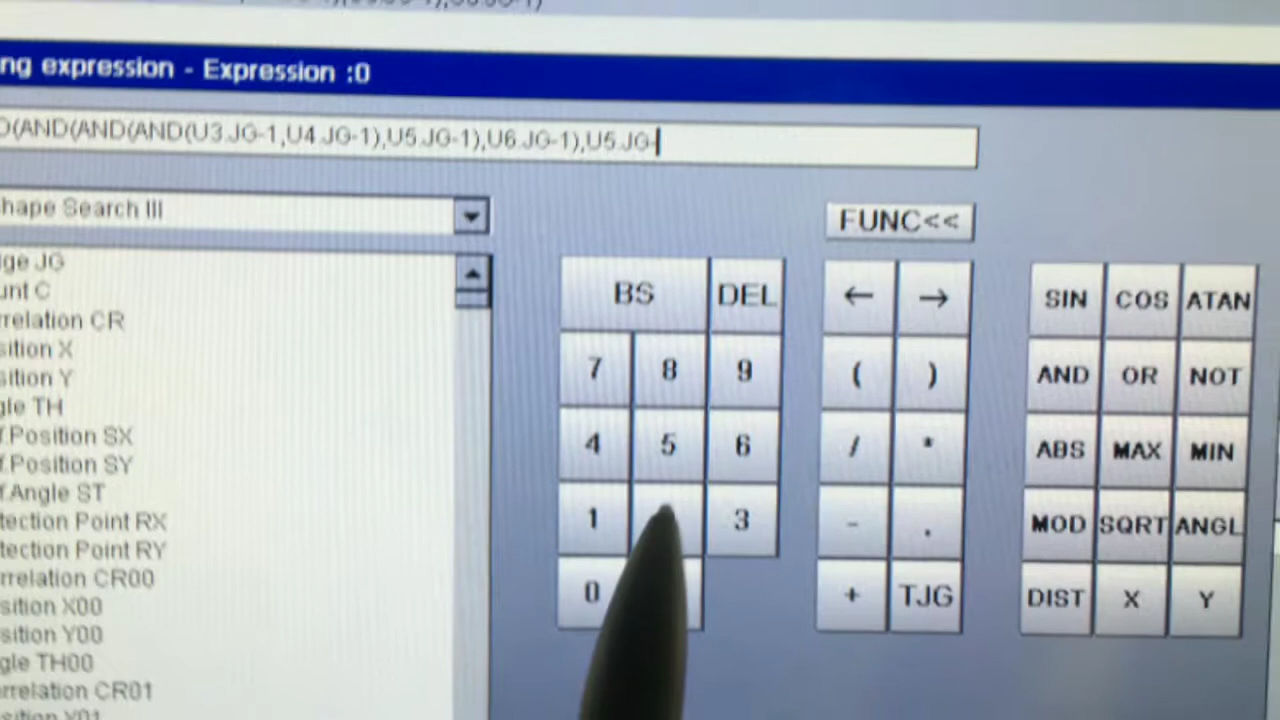 ng expression - Expression :0
D(AND(AND(AND(U3.JG-1,U4.JG-1),U5.JG-1),U6.JG-1),U5.JG-
hape Search III
FUNC<<
ge JG
unt C
rrelation CR
sition X
sition Y
gle TH
f.Position SX
f.Position SY
f.Angle ST
tection Point RX
tection Point RY
rrelation CR00
sition X00
sition Y00
gle TH00
rrelation CR01
sition Y01
BS DEL
7 8 9
4 5 6
1 3
0
← →
( )
/ *
- .
+ TJG
SIN COS ATAN
AND OR NOT
ABS MAX MIN
MOD SQRT ANGL
DIST X Y